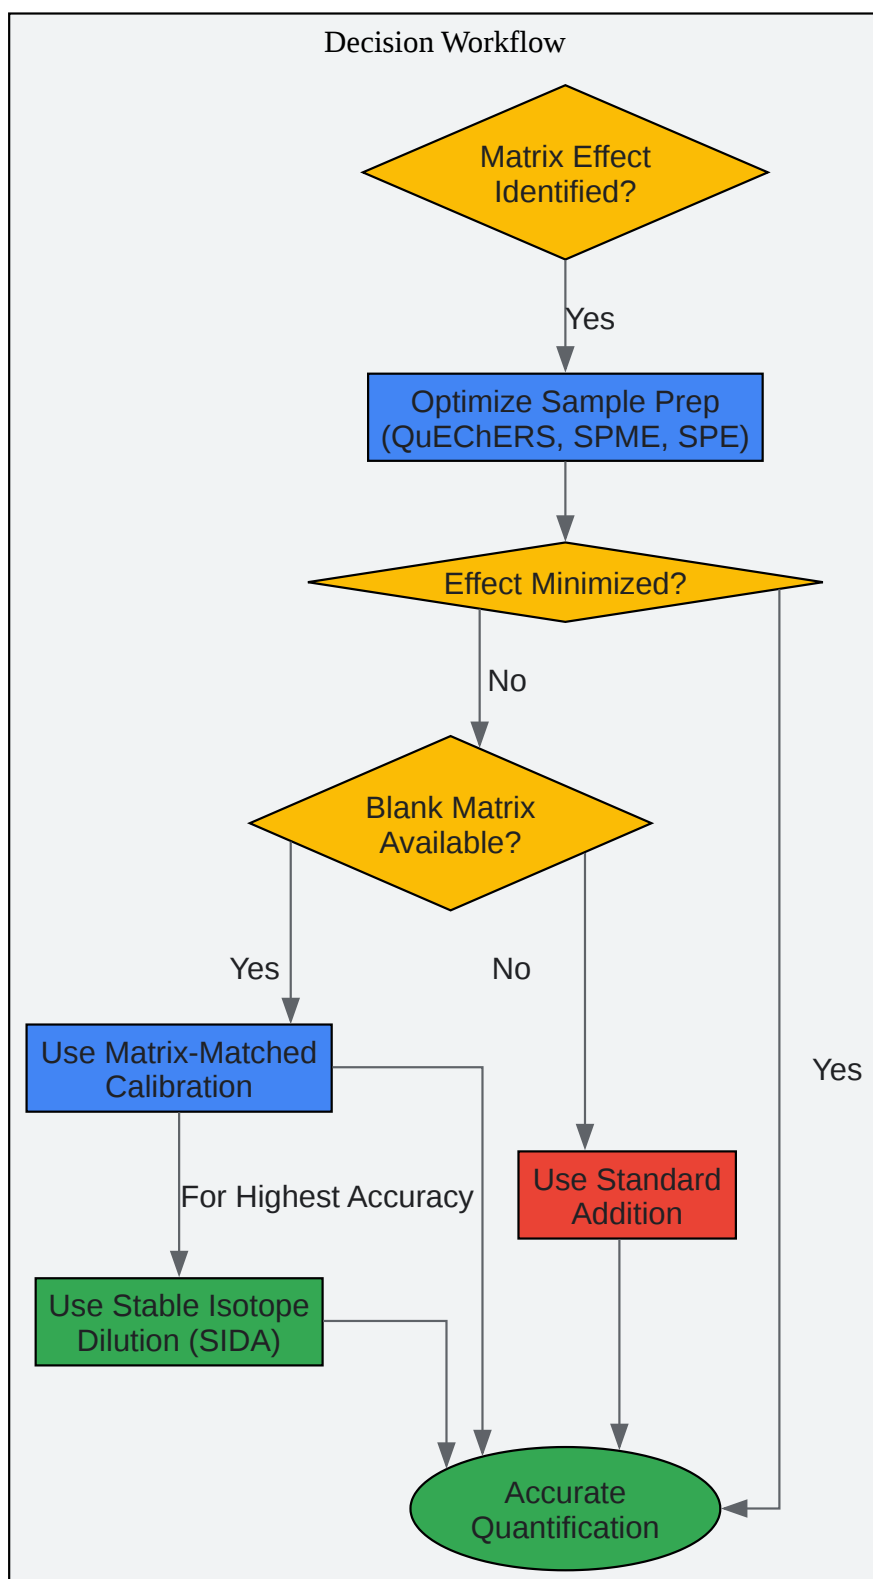 Decision Workflow
Matrix Effect
Identified?
Yes
Optimize Sample Prep
(QuEChERS, SPME, SPE)
Effect Minimized?
No
Blank Matrix
Available?
Yes
No
Use Matrix-Matched
Calibration
Yes
For Highest Accuracy
Use Standard
Addition
Use Stable Isotope
Dilution (SIDA)
Accurate
Quantification